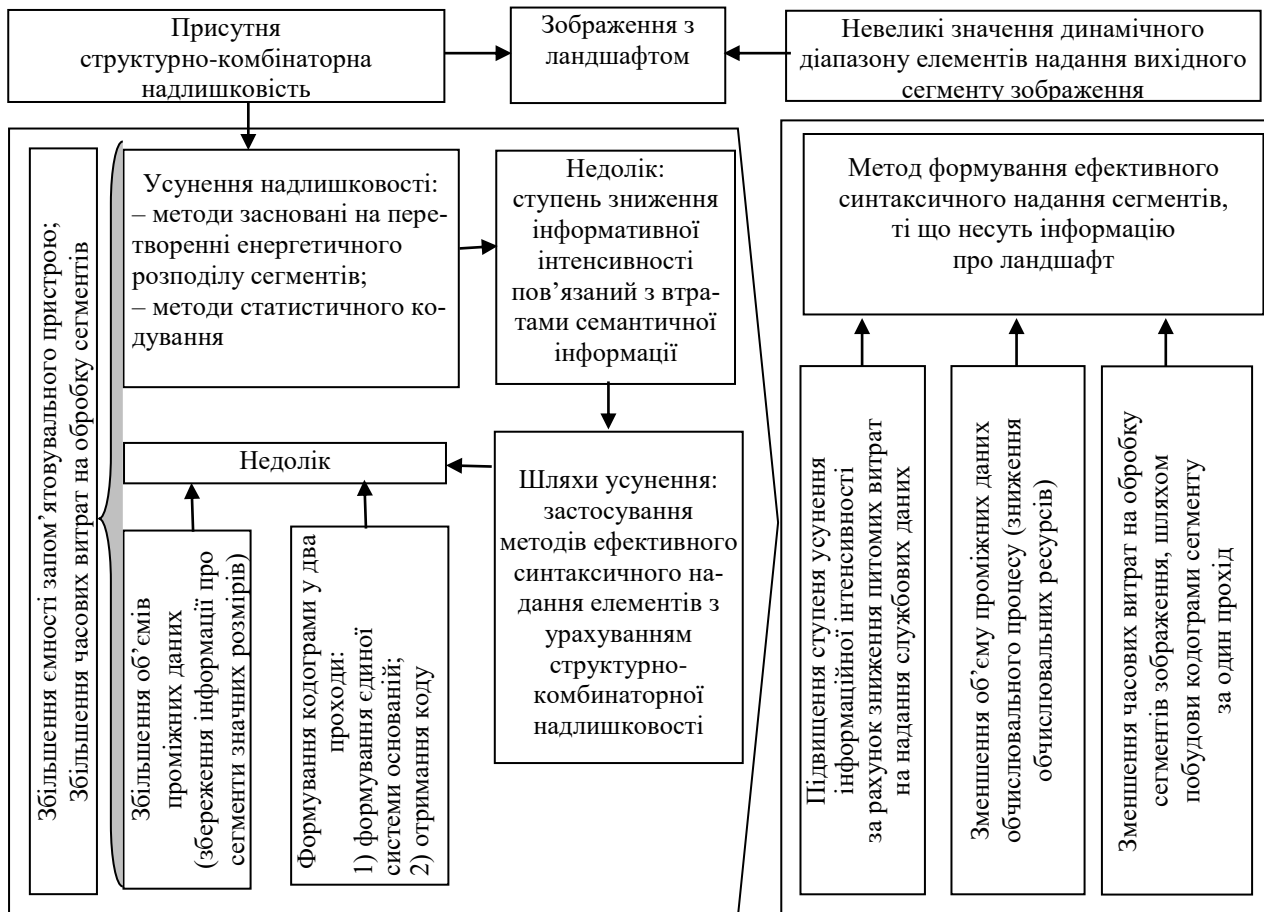 Присутня
структурно-комбінаторна
надлишковість
Зображення з
ландшафтом
Невеликі значення динамічного
діапазону елементів надання вихідного
сегменту зображення
Збільшення ємності запом’ятовувального пристрою;
Збільшення часових витрат на обробку сегментів
Усунення надлишковості:
– методи засновані на пере-
творенні енергетичного
розподілу сегментів;
– методи статистичного ко-
дування
Недолік:
ступень зниження
інформативної
інтенсивності
пов’язаний з втра-
тами семантичної
інформації
Недолік
Збільшення об’ємів
проміжних даних
(збереження інформації про
сегменти значних розмірів)
Формування кодограми у два
проходи:
1) формування єдиної
системи основаній;
2) отримання коду
Шляхи усунення:
застосування
методів ефективного
синтаксичного на-
дання елементів з
урахуванням
структурно-
комбинаторної
надлишковості
Метод формування ефективного
синтаксичного надання сегментів,
ті що несуть інформацію
про ландшафт
Підвищення ступеня усунення
інформаційної інтенсивності
за рахунок зниження питомих витрат
на надання службових даних
Зменшення об’єму проміжних даних
обчислювального процесу (зниження
обчислювальних ресурсів)
Зменшення часових витрат на обробку
сегментів зображення, шляхом
побудови кодограми сегменту
за один прохід